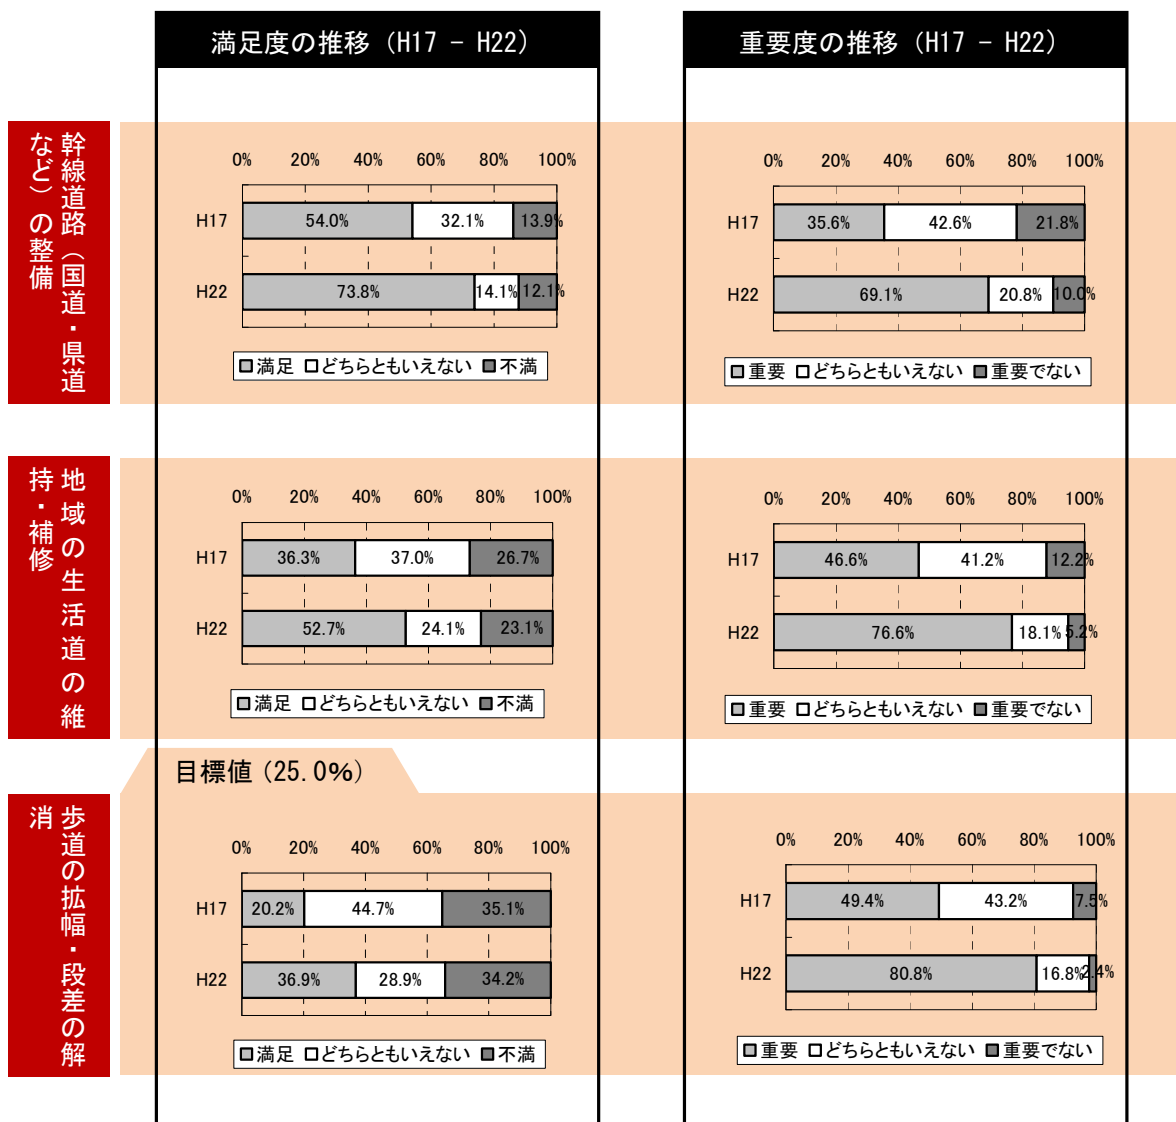 満足度の推移（H17 － H22）
重要度の推移（H17 － H22）
幹線道路（国道・県道
など）の整備
0% 20% 40% 60% 80% 100%
H17 54.0% 32.1% 13.9%
H22 73.8% 14.1% 12.1%
満足 どちらともいえない 不満
0% 20% 40% 60% 80% 100%
H17 35.6% 42.6% 21.8%
H22 69.1% 20.8% 10.0%
重要 どちらともいえない 重要でない
地域の生活道の維
持・補修
0% 20% 40% 60% 80% 100%
H17 36.3% 37.0% 26.7%
H22 52.7% 24.1% 23.1%
満足 どちらともいえない 不満
0% 20% 40% 60% 80% 100%
H17 46.6% 41.2% 12.2%
H22 76.6% 18.1% 5.2%
重要 どちらともいえない 重要でない
目標値（25.0％）
歩道の拡幅・段差の解
消
0% 20% 40% 60% 80% 100%
H17 20.2% 44.7% 35.1%
H22 36.9% 28.9% 34.2%
満足 どちらともいえない 不満
0% 20% 40% 60% 80% 100%
H17 49.4% 43.2% 7.5%
H22 80.8% 16.8% 2.4%
重要 どちらともいえない 重要でない